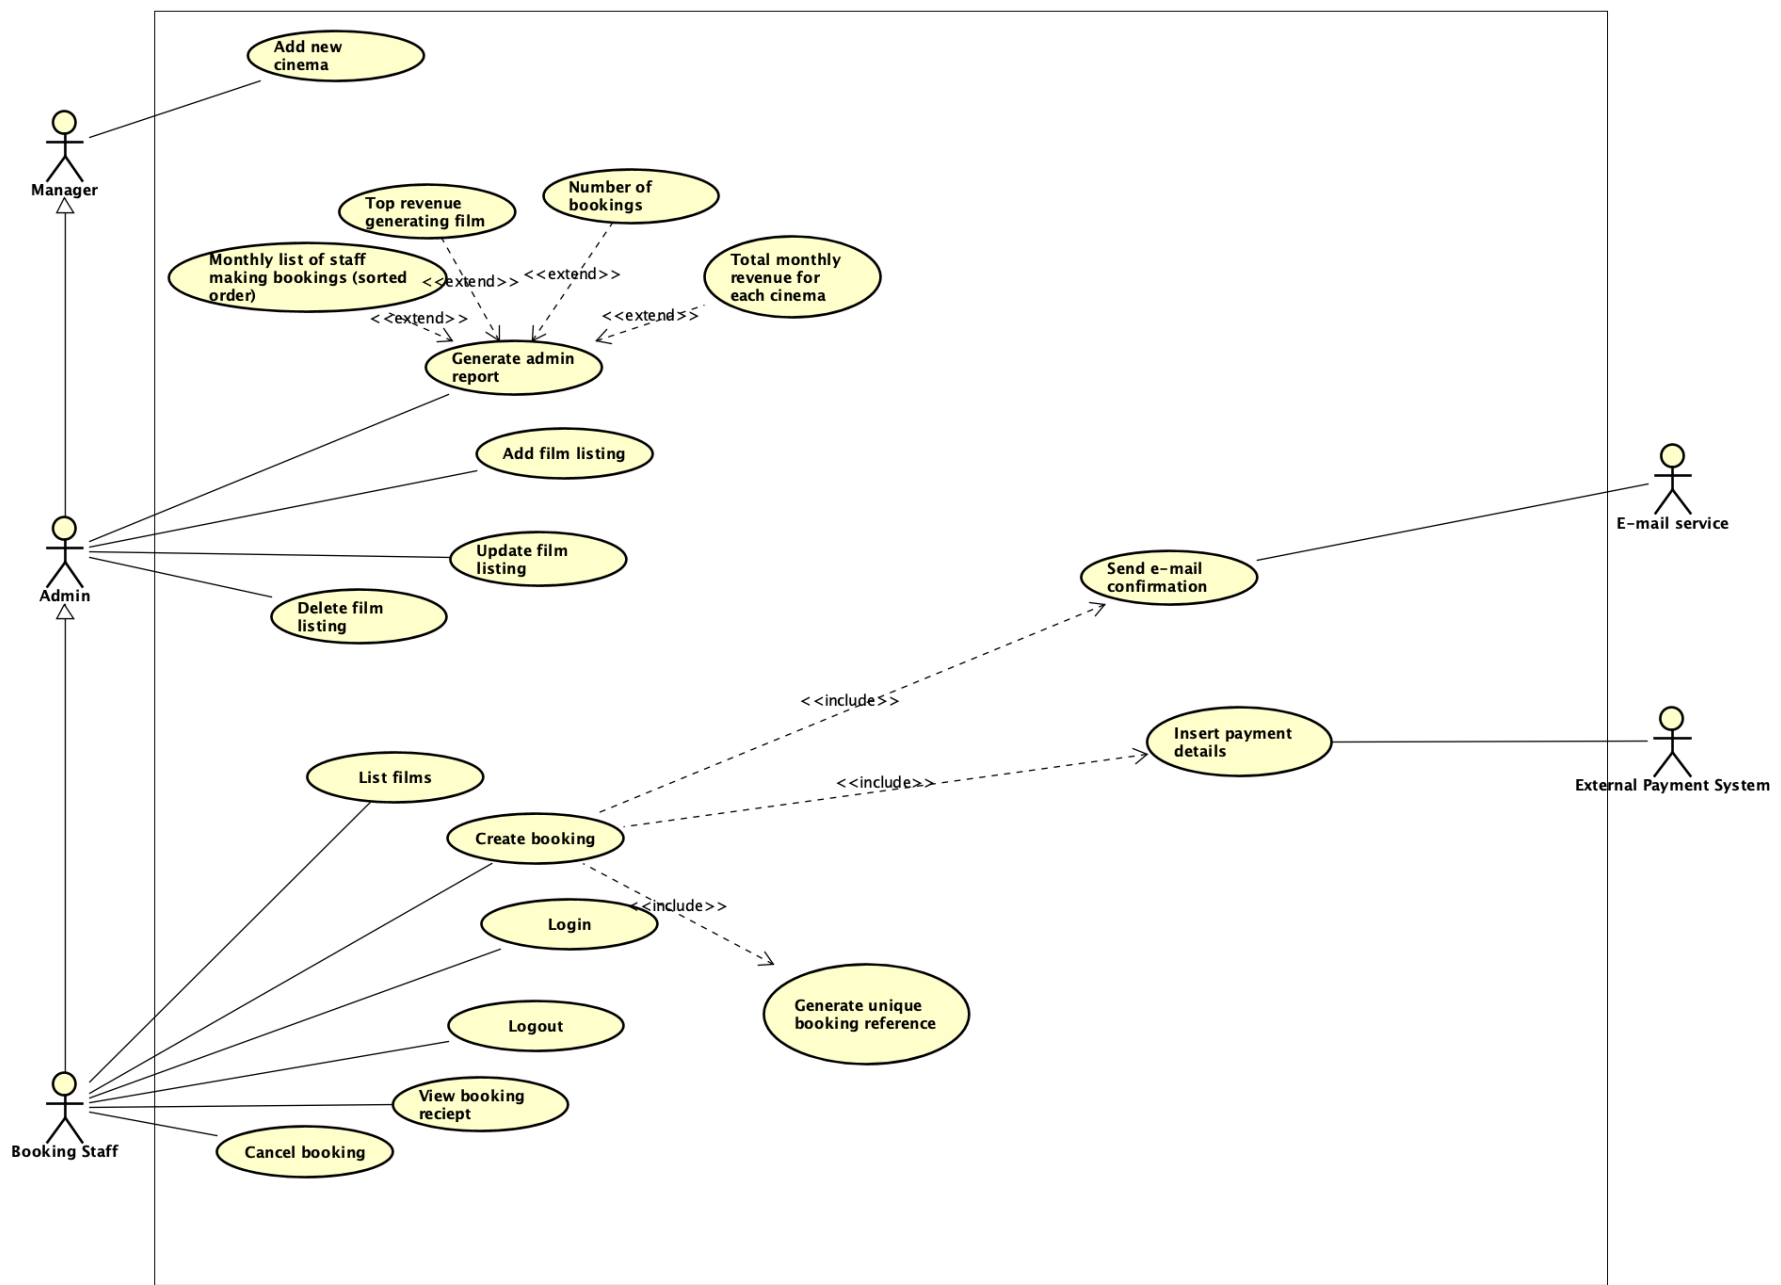 Add new
cinema
Manager
Top revenue
generating film
Number of
bookings
Monthly list of staff
making bookings (sorted
order)
Total monthly
revenue for
each cinema
<<extend>>
<<extend>>
<<extend>>
<<extend>>
Generate admin
report
Add film listing
Update film
listing
Admin
Delete film
listing
E-mail service
Send e-mail
confirmation
<<include>>
Insert payment
details
<<include>>
External Payment System
List films
Create booking
<<include>>
Login
Generate unique
booking reference
Logout
View booking
reciept
Booking Staff
Cancel booking